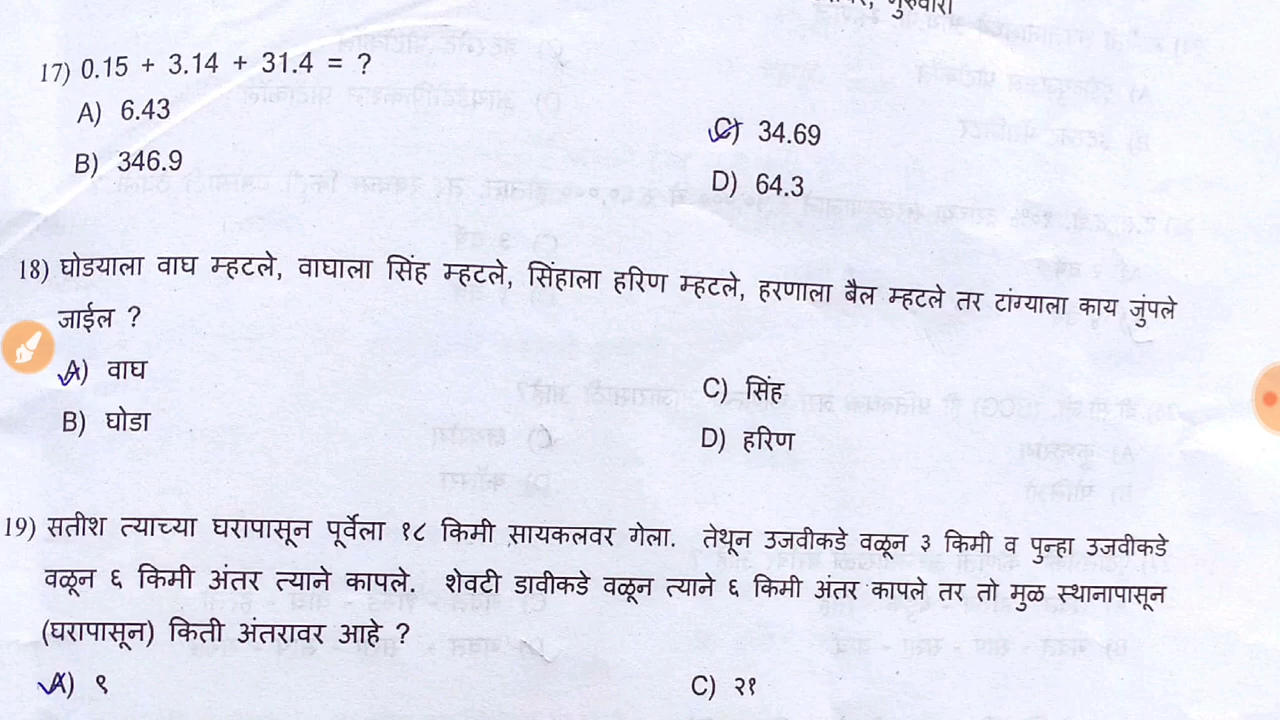 गुरुवारी
17) 0.15 + 3.14 + 31.4 = ?
A) 6.43
C) 34.69
B) 346.9
D) 64.3
18) घोडयाला वाघ म्हटले, वाघाला सिंह म्हटले, सिंहाला हरिण म्हटले, हरणाला बैल म्हटले तर टांग्याला काय जुंपले
जाईल ?
A) वाघ
C) सिंह
B) घोडा
D) हरिण
19) सतीश त्याच्या घरापासून पूर्वेला १८ किमी सायकलवर गेला. तेथून उजवीकडे वळून ३ किमी व पुन्हा उजवीकडे
वळून ६ किमी अंतर त्याने कापले. शेवटी डावीकडे वळून त्याने ६ किमी अंतर कापले तर तो मुळ स्थानापासून
(घरापासून) किती अंतरावर आहे ?
A) ९
C) २१